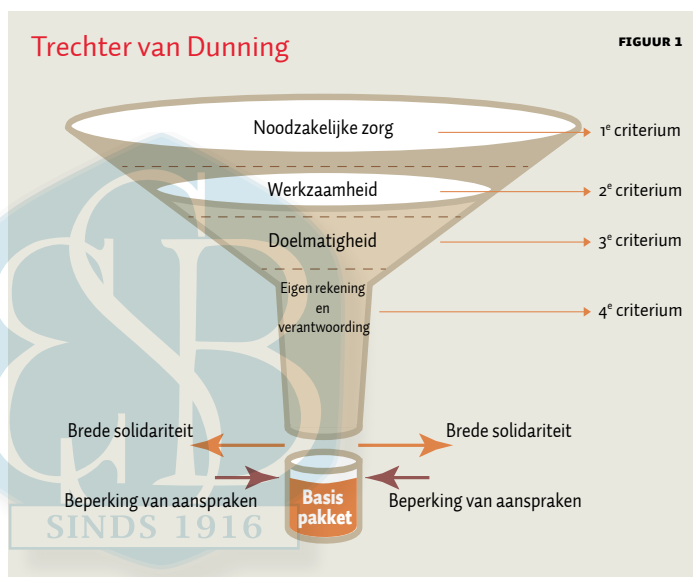 Trechter van Dunning
FIGUUR 1
Noodzakelijke zorg
1e criterium
Werkzaamheid
2e criterium
Doelmatigheid
3e criterium
Eigen rekening
en
verantwoording
4e criterium
Brede solidariteit
Brede solidariteit
Beperking van aanspraken
Basis
pakket
Beperking van aanspraken
ESB
SINDS 1916